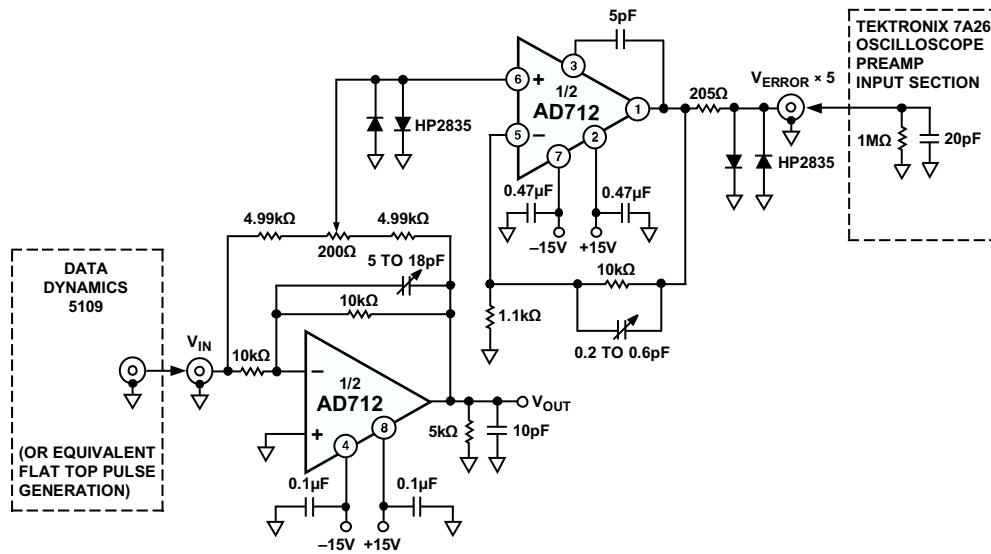 5pF
TEKTRONIX 7A26
OSCILLOSCOPE
PREAMP
INPUT SECTION
3
6
+
1/2
AD712
1
VERROR × 5
205Ω
HP2835
5
−
2
7
1MΩ
20pF
HP2835
0.47µF
0.47µF
–15V
+15V
4.99kΩ
4.99kΩ
200Ω
5 TO 18pF
10kΩ
DATA
DYNAMICS
5109
10kΩ
1.1kΩ
0.2 TO 0.6pF
VIN
10kΩ
−
1/2
AD712
+
8
4
VOUT
5kΩ
10pF
(OR EQUIVALENT
FLAT TOP PULSE
GENERATION)
0.1µF
0.1µF
–15V
+15V